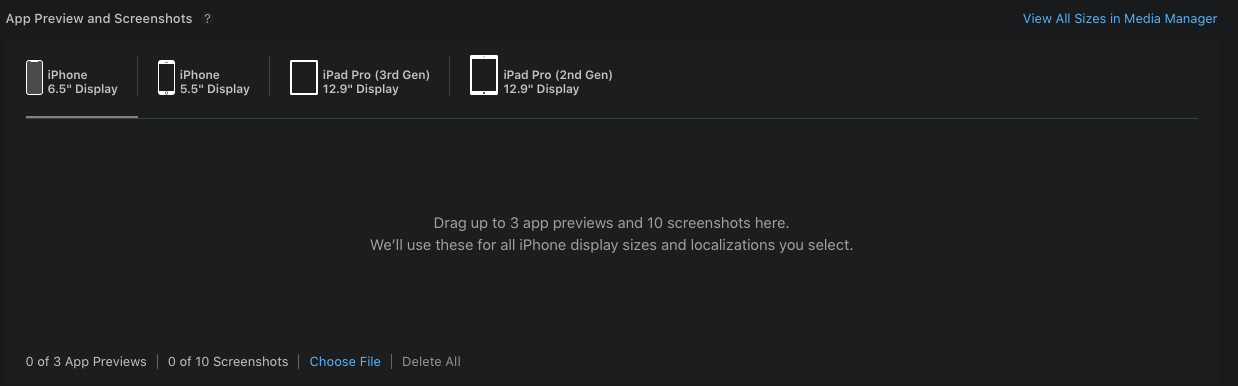 App Preview and Screenshots ?
View All Sizes in Media Manager
iPhone
6.5" Display
iPhone
5.5" Display
iPad Pro (3rd Gen)
12.9" Display
iPad Pro (2nd Gen)
12.9" Display
Drag up to 3 app previews and 10 screenshots here.
We’ll use these for all iPhone display sizes and localizations you select.
0 of 3 App Previews
0 of 10 Screenshots
Choose File
Delete All